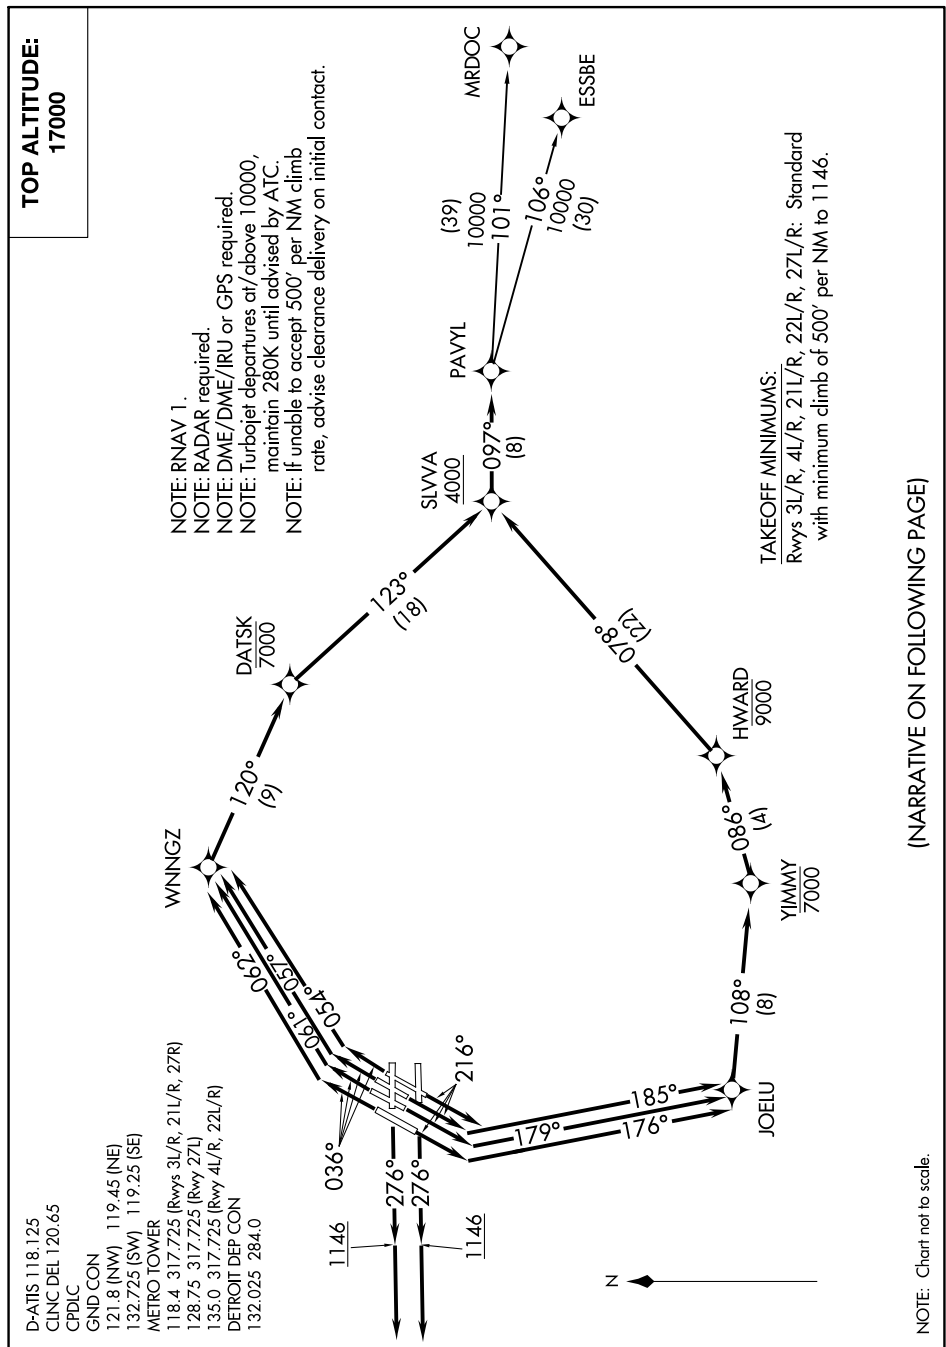 TOP ALTITUDE:
17000
D-ATIS 118.125
CLNC DEL 120.65
CPDLC
GND CON
121.8 (NW) 119.45 (NE)
132.725 (SW) 119.25 (SE)
METRO TOWER
118.4 317.725 (Rwys 3L/R, 21L/R, 27R)
128.75 317.725 (Rwy 27L)
135.0 317.725 (Rwy 4L/R, 22L/R)
DETROIT DEP CON
132.025 284.0
NOTE: RNAV 1.
NOTE: RADAR required.
NOTE: DME/DME/IRU or GPS required.
NOTE: Turbojet departures at/above 10000,
maintain 280K until advised by ATC.
NOTE: If unable to accept 500' per NM climb
rate, advise clearance delivery on initial contact.
WNNGZ
120°
(9)
DATSK
7000
123°
(18)
SLVVA
4000
097°
(8)
PAVYL
(39)
10000
101°
MRDOC
106°
10000
(30)
ESSBE
062°
061°
057°
054°
036°
216°
276°
276°
1146
1146
185°
179°
176°
JOELU
108°
(8)
YIMMY
7000
086°
(4)
HWARD
9000
078°
(22)
N
TAKEOFF MINIMUMS:
Rwys 3L/R, 4L/R, 21L/R, 22L/R, 27L/R: Standard
with minimum climb of 500' per NM to 1146.
(NARRATIVE ON FOLLOWING PAGE)
NOTE: Chart not to scale.